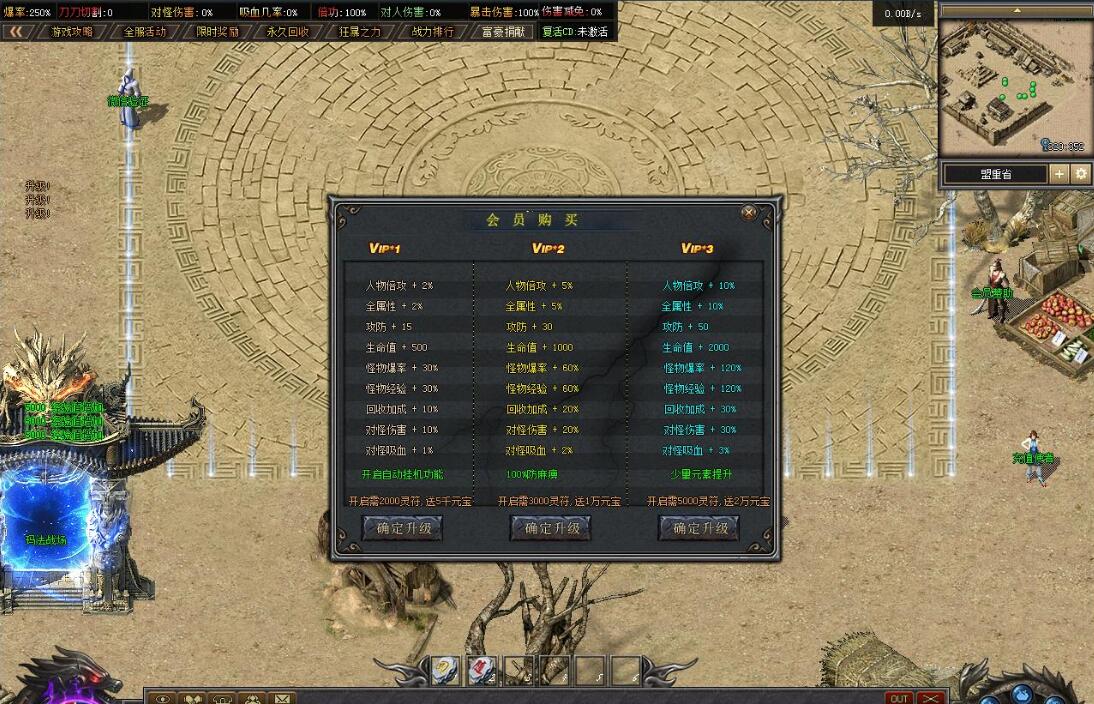 爆率:250% 刀刀切割:0 对怪伤害:0% 吸血几率:0% 倍功:100% 对人伤害:0% 暴击伤害:100% 伤害减免:0%
0.00B/s
游戏攻略 全服活动 限时奖励 永久回收 狂暴之力 战力排行 富豪捐献 复活CD:未激活
盟重省
升级!
升级!
升级!
会员购买
VIP*1 VIP*2 VIP*3
人物倍攻 + 2% 人物倍攻 + 5% 人物倍攻 + 10%
全属性 + 2% 全属性 + 5% 全属性 + 10%
攻防 + 15 攻防 + 30 攻防 + 50
生命值 + 500 生命值 + 1000 生命值 + 2000
怪物爆率 + 30% 怪物爆率 + 60% 怪物爆率 + 120%
怪物经验 + 30% 怪物经验 + 60% 怪物经验 + 120%
回收加成 + 10% 回收加成 + 20% 回收加成 + 30%
对怪伤害 + 10% 对怪伤害 + 20% 对怪伤害 + 30%
对怪吸血 + 1% 对怪吸血 + 2% 对怪吸血 + 3%
开启自动挂机功能 100%防麻痹 少量元素提升
开启需2000灵符,送5千元宝 开启需3000灵符,送1万元宝 开启需5000灵符,送2万元宝
确定升级 确定升级 确定升级
会员赞助
充值使者
玛法战场
OUT